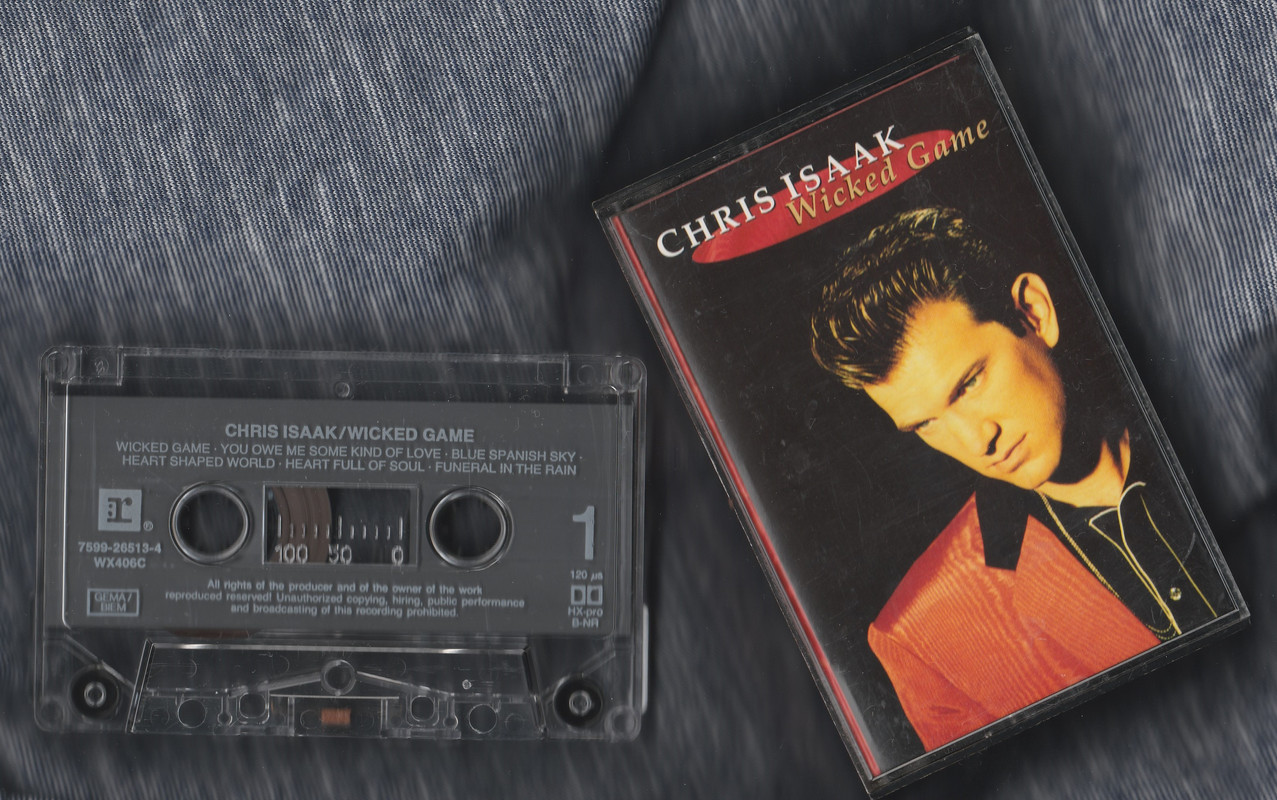 CHRIS ISAAK
Wicked Game
CHRIS ISAAK/WICKED GAME
WICKED GAME · YOU OWE ME SOME KIND OF LOVE · BLUE SPANISH SKY ·
HEART SHAPED WORLD · HEART FULL OF SOUL · FUNERAL IN THE RAIN
r ®
7599-26513-4
WX406C
100 50 0
1
GEMA/
BIEM
All rights of the producer and of the owner of the work
reproduced reserved! Unauthorized copying, hiring, public performance
and broadcasting of this recording prohibited.
120 µs
HX-pro
B-NR